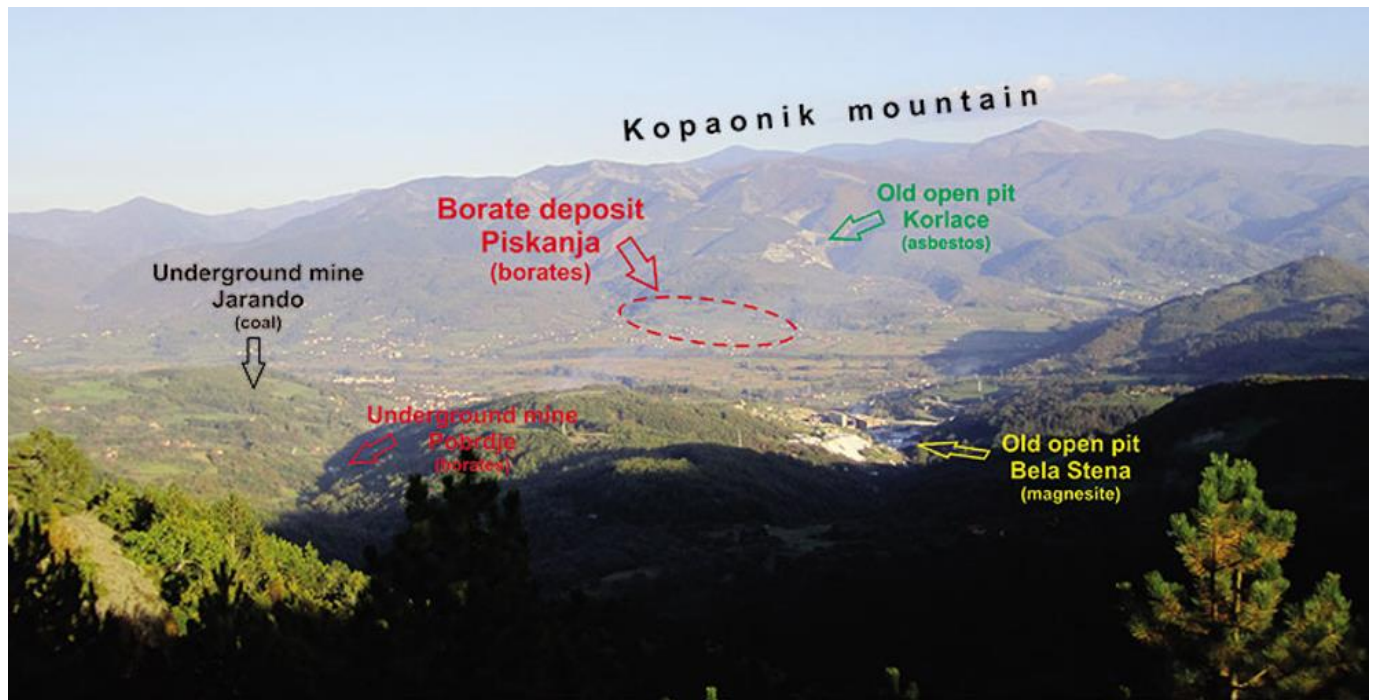 Kopaonik mountain
Old open pit
Korlace
(asbestos)
Borate deposit
Piskanja
(borates)
Underground mine
Jarando
(coal)
Underground mine
Pobrdje
(borates)
Old open pit
Bela Stena
(magnesite)